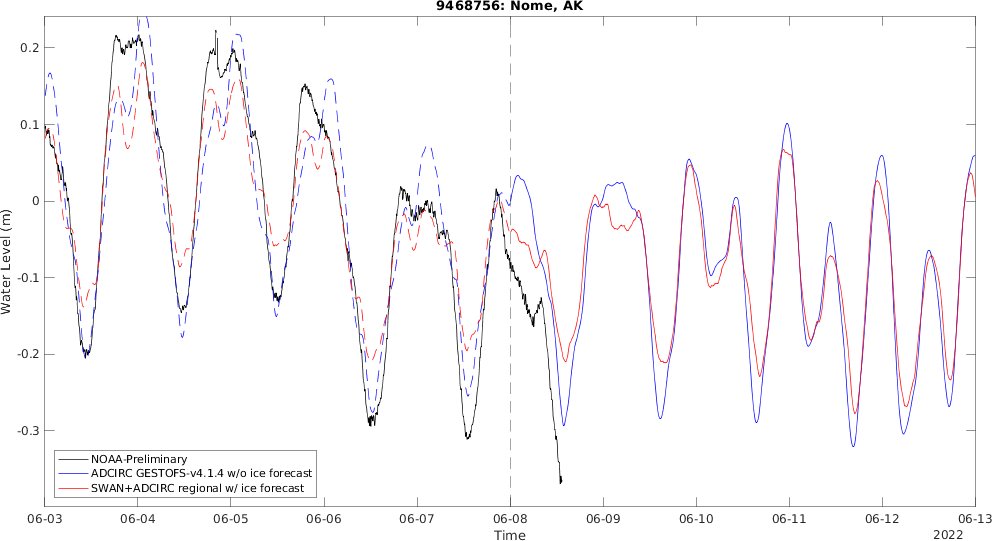 9468756: Nome, AK
Water Level (m)
0.2
0.1
0
-0.1
-0.2
-0.3
NOAA-Preliminary
ADCIRC GESTOFS-v4.1.4 w/o ice forecast
SWAN+ADCIRC regional w/ ice forecast
06-03 06-04 06-05 06-06 06-07 06-08 06-09 06-10 06-11 06-12 06-13
Time
2022